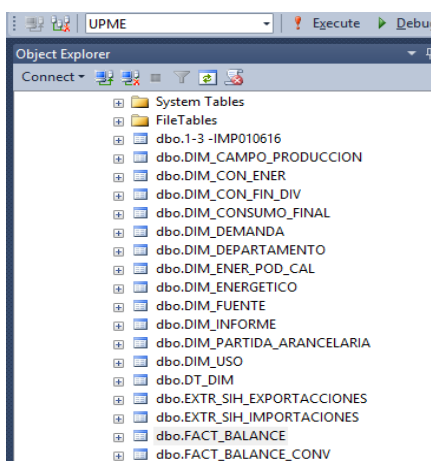 UPME Execute Debu
Object Explorer
Connect
System Tables
FileTables
dbo.1-3 -IMP010616
dbo.DIM_CAMPO_PRODUCCION
dbo.DIM_CON_ENER
dbo.DIM_CON_FIN_DIV
dbo.DIM_CONSUMO_FINAL
dbo.DIM_DEMANDA
dbo.DIM_DEPARTAMENTO
dbo.DIM_ENER_POD_CAL
dbo.DIM_ENERGETICO
dbo.DIM_FUENTE
dbo.DIM_INFORME
dbo.DIM_PARTIDA_ARANCELARIA
dbo.DIM_USO
dbo.DT_DIM
dbo.EXTR_SIH_EXPORTACCIONES
dbo.EXTR_SIH_IMPORTACIONES
dbo.FACT_BALANCE
dbo.FACT_BALANCE_CONV